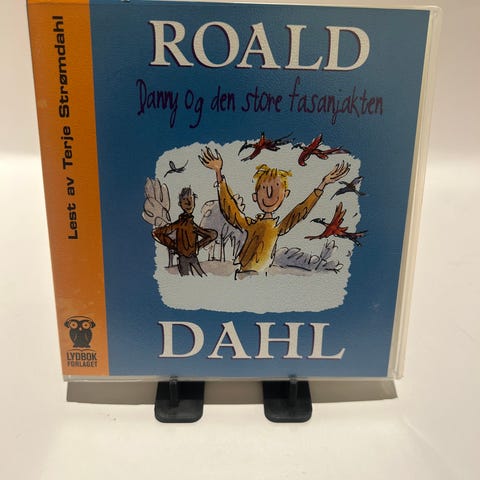 ROALD
Danny og den store fasanjakten
DAHL
Lest av Terje Strømdahl
LYDBOK
FORLAGET